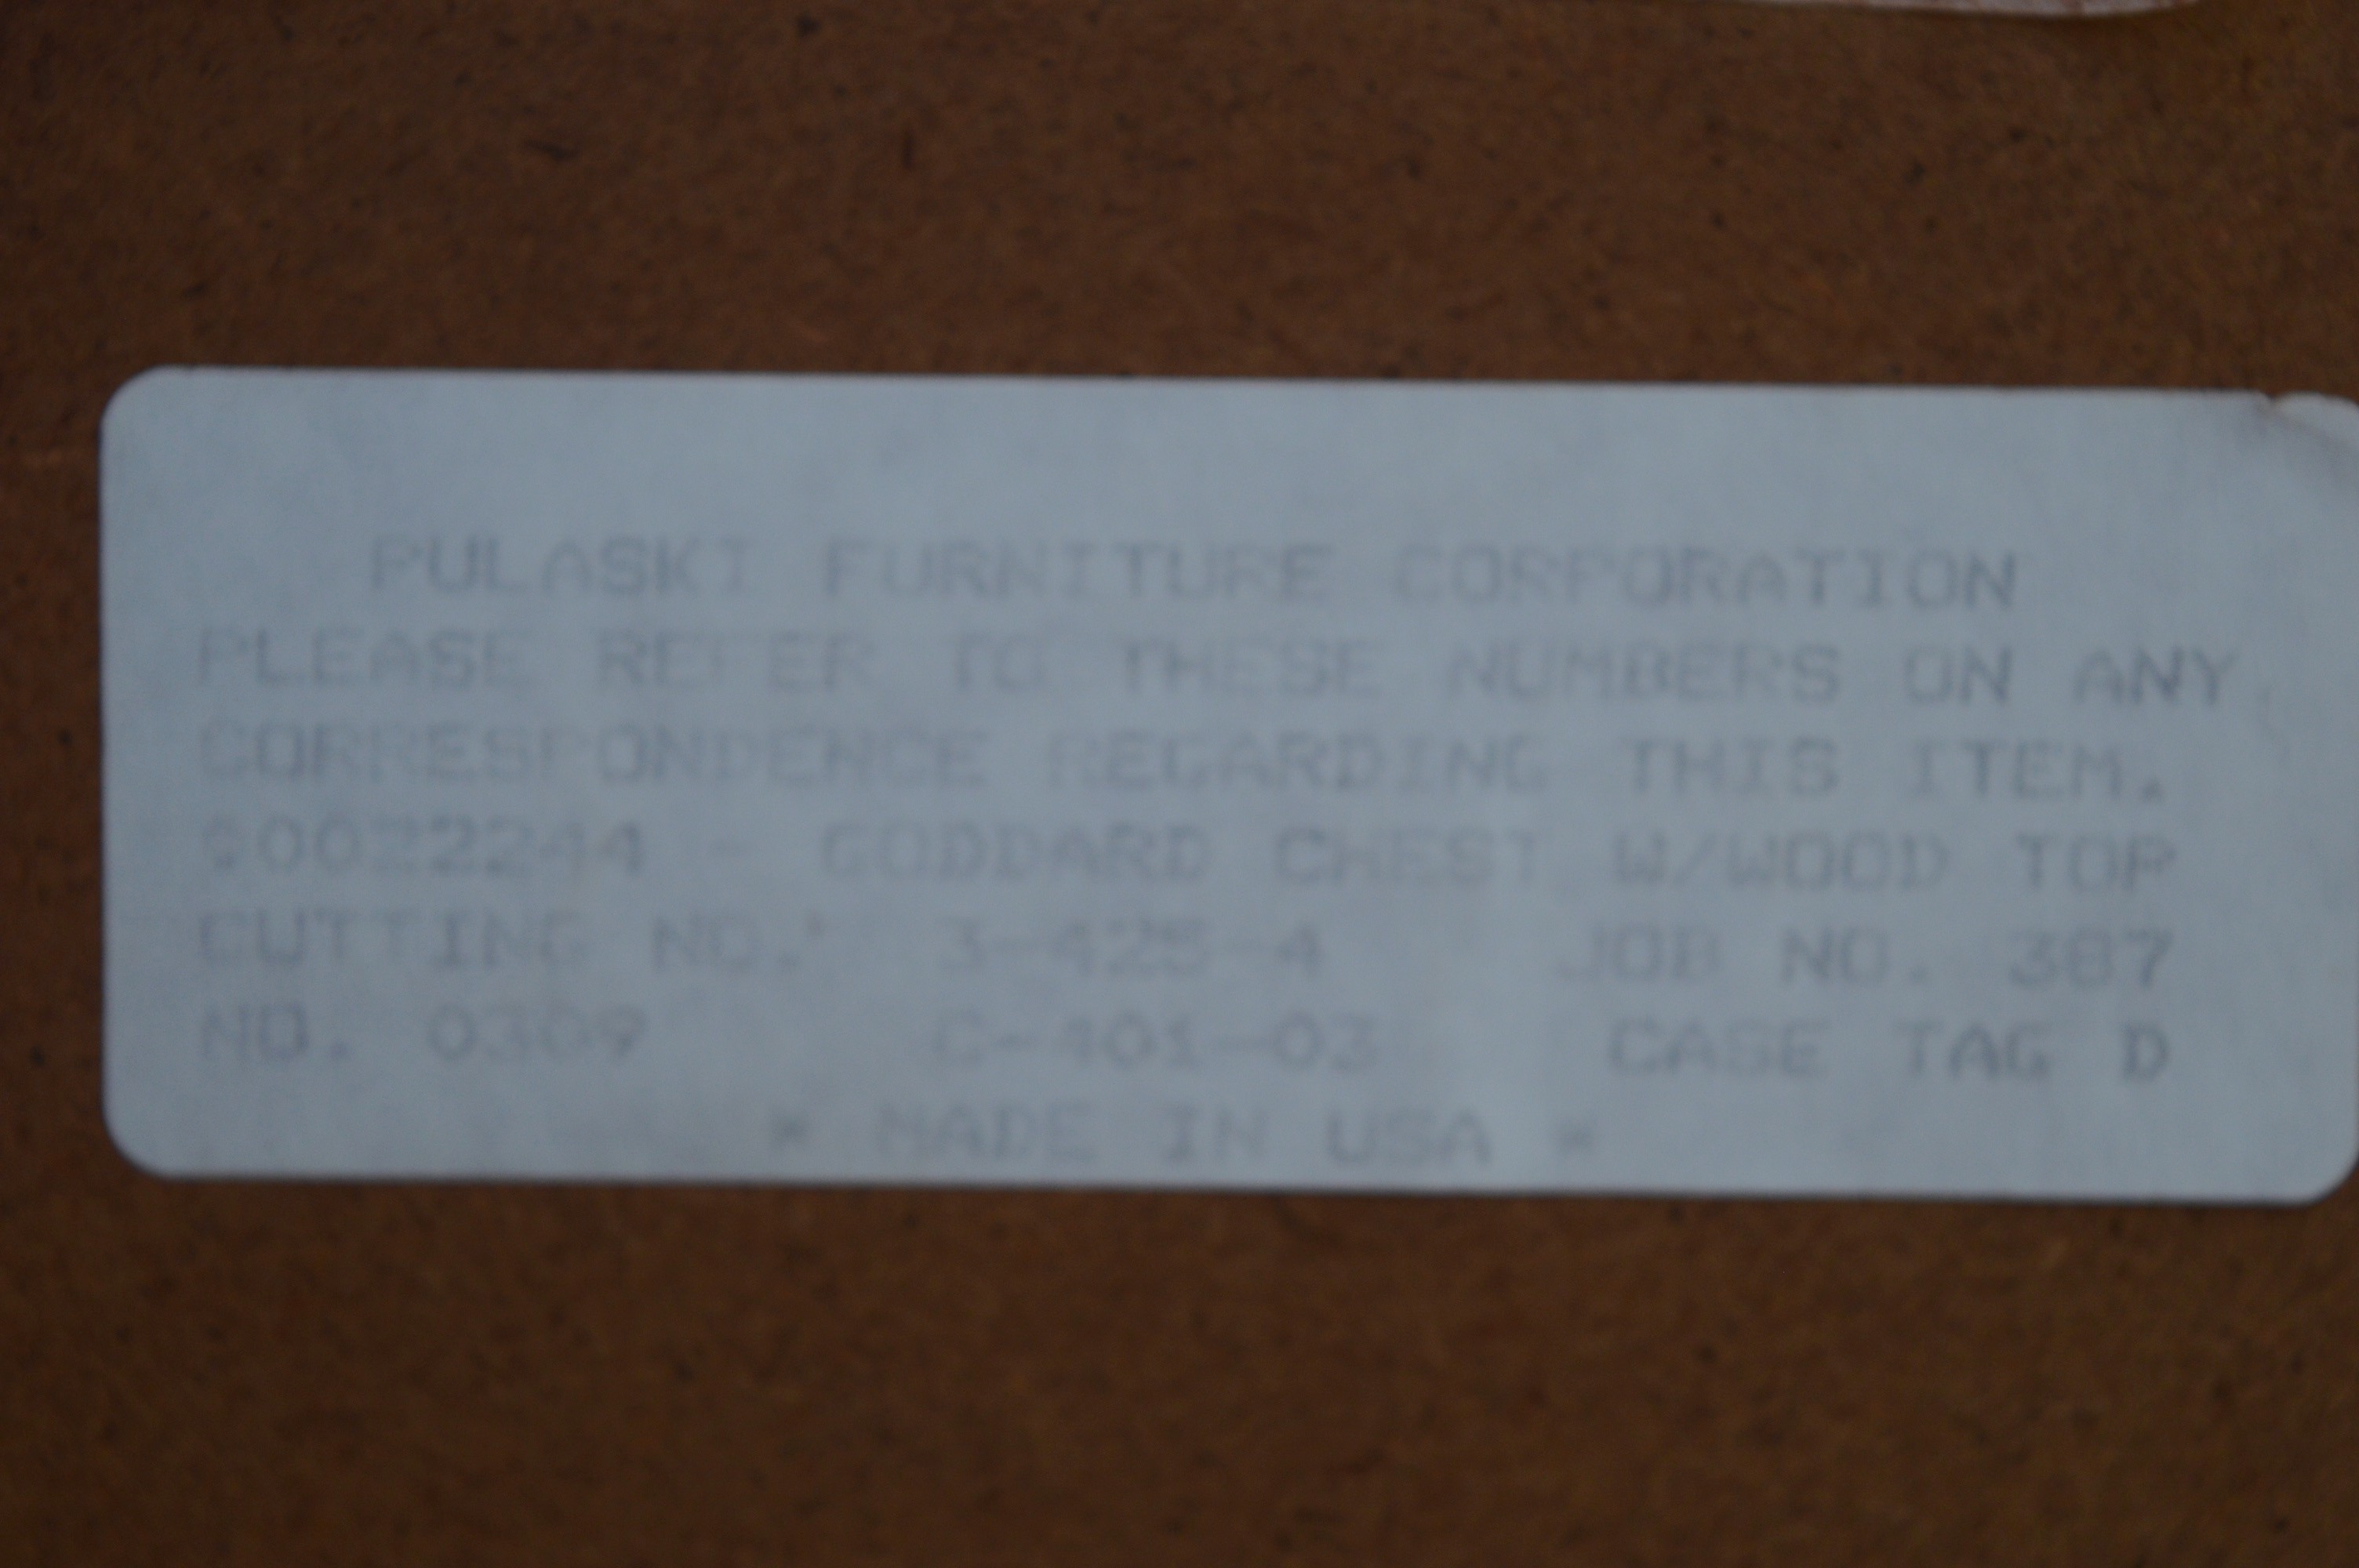 PULASKI FURNITURE CORPORATION
PLEASE REFER TO THESE NUMBERS ON ANY
CORRESPONDENCE REGARDING THIS ITEM.
00022244 - GODDARD CHEST W/WOOD TOP
CUTTING NO. 3-425-4 JOB NO. 387
NO. 0309 C-401-03 CASE TAG D
* MADE IN USA *